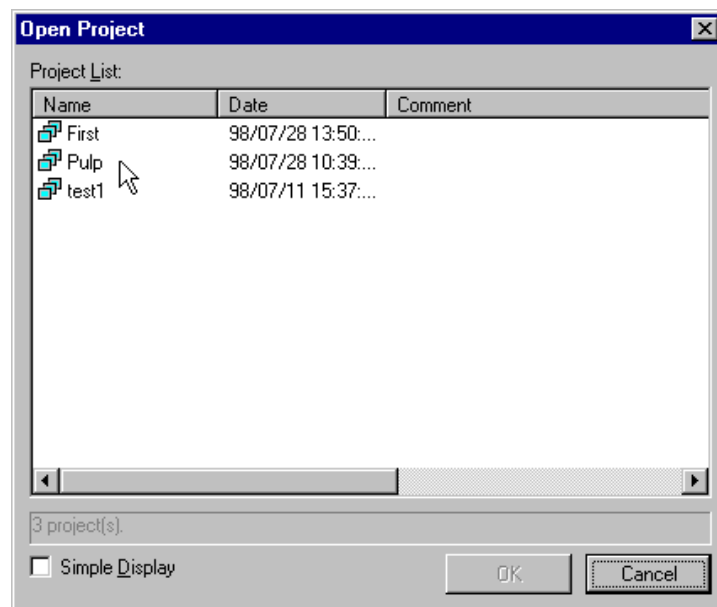 Open Project
Project List:
Name Date Comment
First 98/07/28 13:50:...
Pulp 98/07/28 10:39:...
test1 98/07/11 15:37:...
3 project(s).
Simple Display OK Cancel